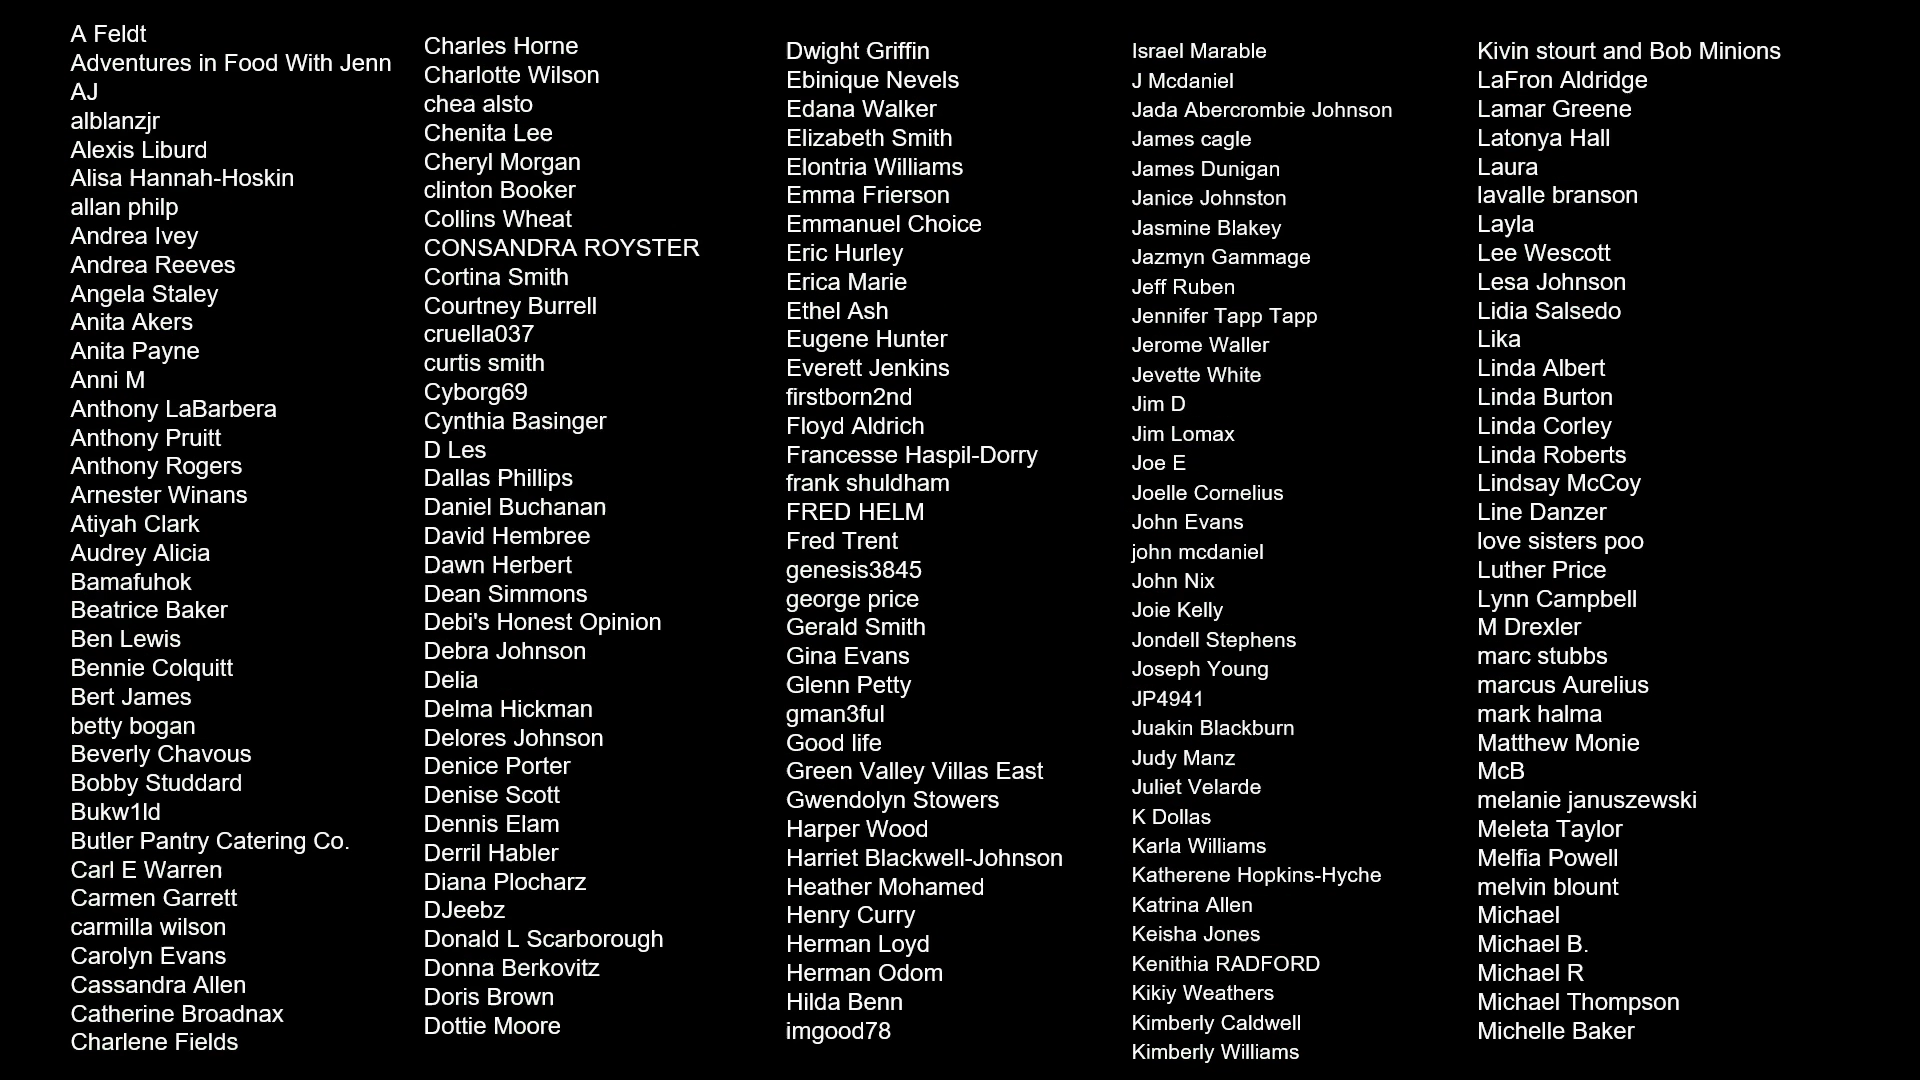 A Feldt
Adventures in Food With Jenn
AJ
alblanzjr
Alexis Liburd
Alisa Hannah-Hoskin
allan philp
Andrea Ivey
Andrea Reeves
Angela Staley
Anita Akers
Anita Payne
Anni M
Anthony LaBarbera
Anthony Pruitt
Anthony Rogers
Arnester Winans
Atiyah Clark
Audrey Alicia
Bamafuhok
Beatrice Baker
Ben Lewis
Bennie Colquitt
Bert James
betty bogan
Beverly Chavous
Bobby Studdard
Bukw1ld
Butler Pantry Catering Co.
Carl E Warren
Carmen Garrett
carmilla wilson
Carolyn Evans
Cassandra Allen
Catherine Broadnax
Charlene Fields
Charles Horne
Charlotte Wilson
chea alsto
Chenita Lee
Cheryl Morgan
clinton Booker
Collins Wheat
CONSANDRA ROYSTER
Cortina Smith
Courtney Burrell
cruella037
curtis smith
Cyborg69
Cynthia Basinger
D Les
Dallas Phillips
Daniel Buchanan
David Hembree
Dawn Herbert
Dean Simmons
Debi's Honest Opinion
Debra Johnson
Delia
Delma Hickman
Delores Johnson
Denice Porter
Denise Scott
Dennis Elam
Derril Habler
Diana Plocharz
DJeebz
Donald L Scarborough
Donna Berkovitz
Doris Brown
Dottie Moore
Dwight Griffin
Ebinique Nevels
Edana Walker
Elizabeth Smith
Elontria Williams
Emma Frierson
Emmanuel Choice
Eric Hurley
Erica Marie
Ethel Ash
Eugene Hunter
Everett Jenkins
firstborn2nd
Floyd Aldrich
Francesse Haspil-Dorry
frank shuldham
FRED HELM
Fred Trent
genesis3845
george price
Gerald Smith
Gina Evans
Glenn Petty
gman3ful
Good life
Green Valley Villas East
Gwendolyn Stowers
Harper Wood
Harriet Blackwell-Johnson
Heather Mohamed
Henry Curry
Herman Loyd
Herman Odom
Hilda Benn
imgood78
Israel Marable
J Mcdaniel
Jada Abercrombie Johnson
James cagle
James Dunigan
Janice Johnston
Jasmine Blakey
Jazmyn Gammage
Jeff Ruben
Jennifer Tapp Tapp
Jerome Waller
Jevette White
Jim D
Jim Lomax
Joe E
Joelle Cornelius
John Evans
john mcdaniel
John Nix
Joie Kelly
Jondell Stephens
Joseph Young
JP4941
Juakin Blackburn
Judy Manz
Juliet Velarde
K Dollas
Karla Williams
Katherene Hopkins-Hyche
Katrina Allen
Keisha Jones
Kenithia RADFORD
Kikiy Weathers
Kimberly Caldwell
Kimberly Williams
Kivin stourt and Bob Minions
LaFron Aldridge
Lamar Greene
Latonya Hall
Laura
lavalle branson
Layla
Lee Wescott
Lesa Johnson
Lidia Salsedo
Lika
Linda Albert
Linda Burton
Linda Corley
Linda Roberts
Lindsay McCoy
Line Danzer
love sisters poo
Luther Price
Lynn Campbell
M Drexler
marc stubbs
marcus Aurelius
mark halma
Matthew Monie
McB
melanie januszewski
Meleta Taylor
Melfia Powell
melvin blount
Michael
Michael B.
Michael R
Michael Thompson
Michelle Baker